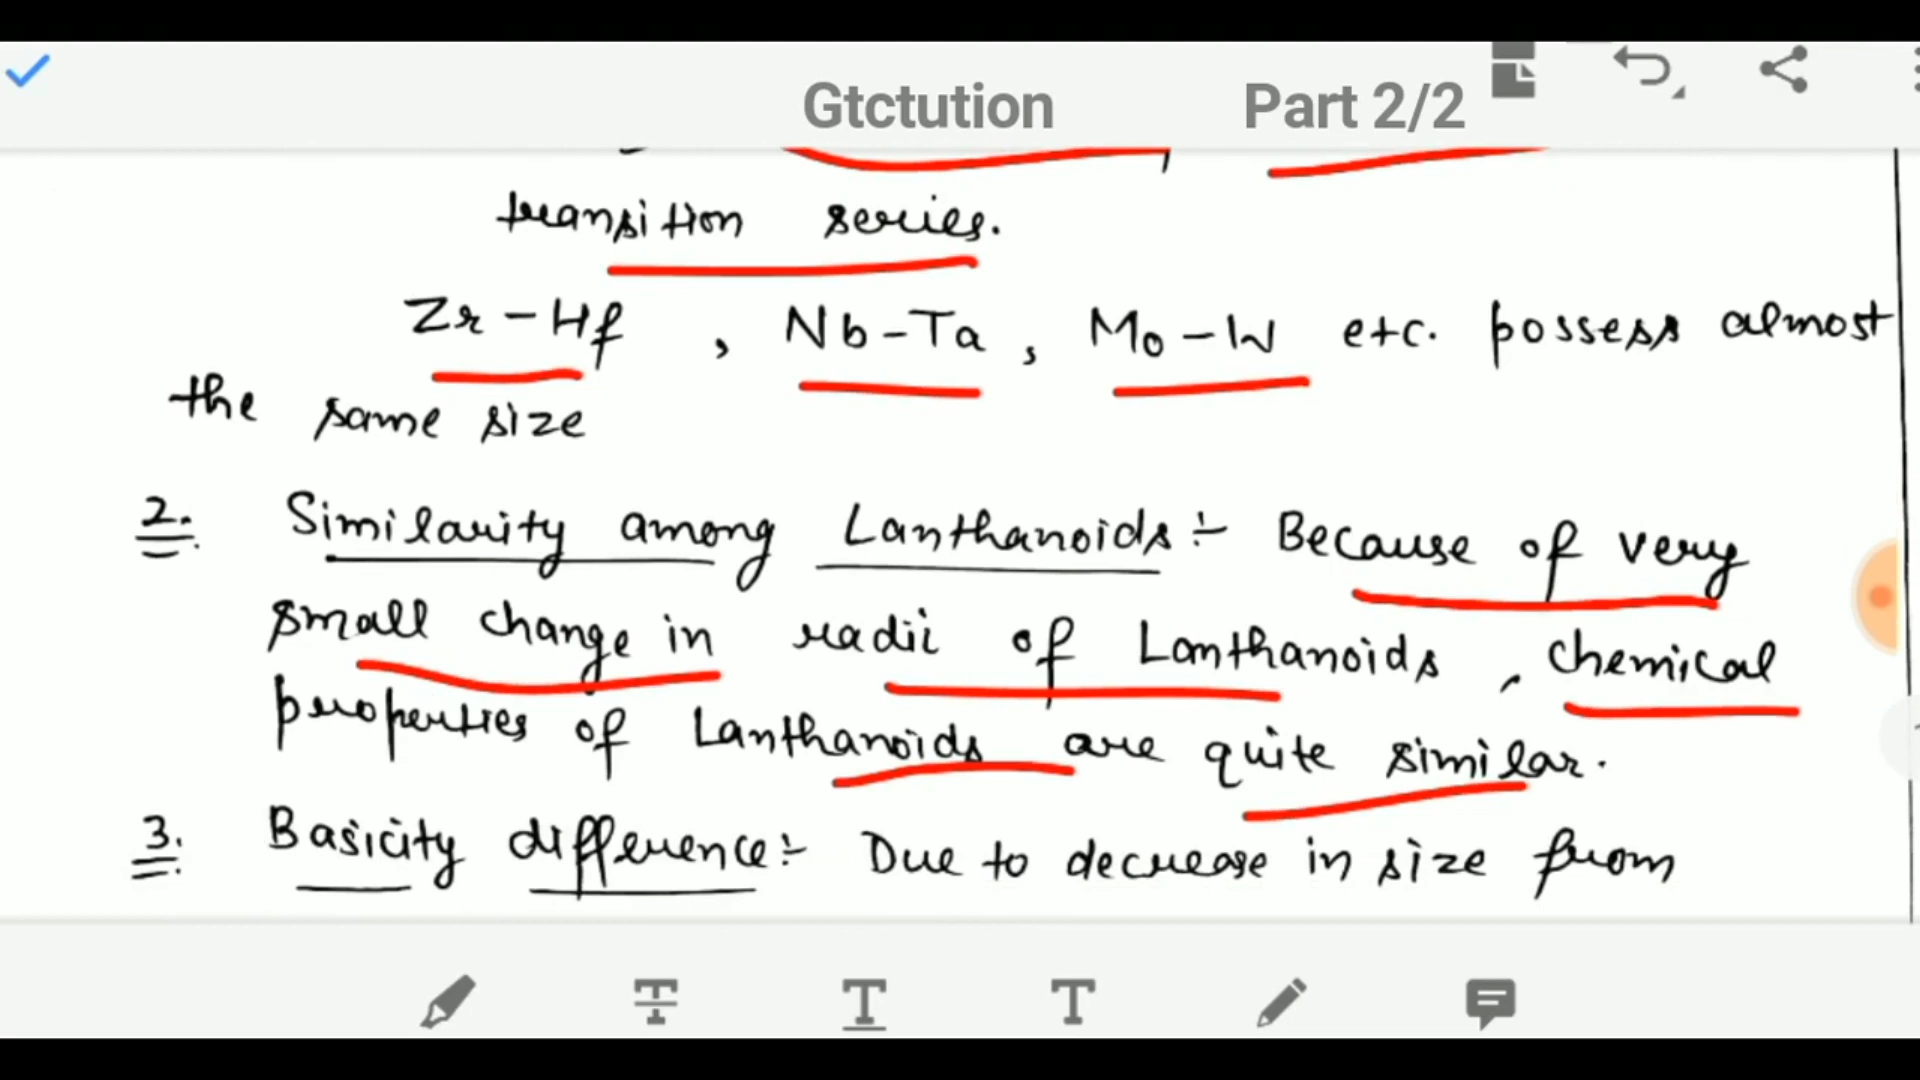 Gtctution Part 2/2
transition series.
Zr - Hf , Nb - Ta , Mo - W etc. possess almost
the same size
2. Similarity among Lanthanoids :- Because of very
small change in radii of Lanthanoids , chemical
properties of Lanthanoids are quite similar.
3. Basicity difference :- Due to decrease in size from